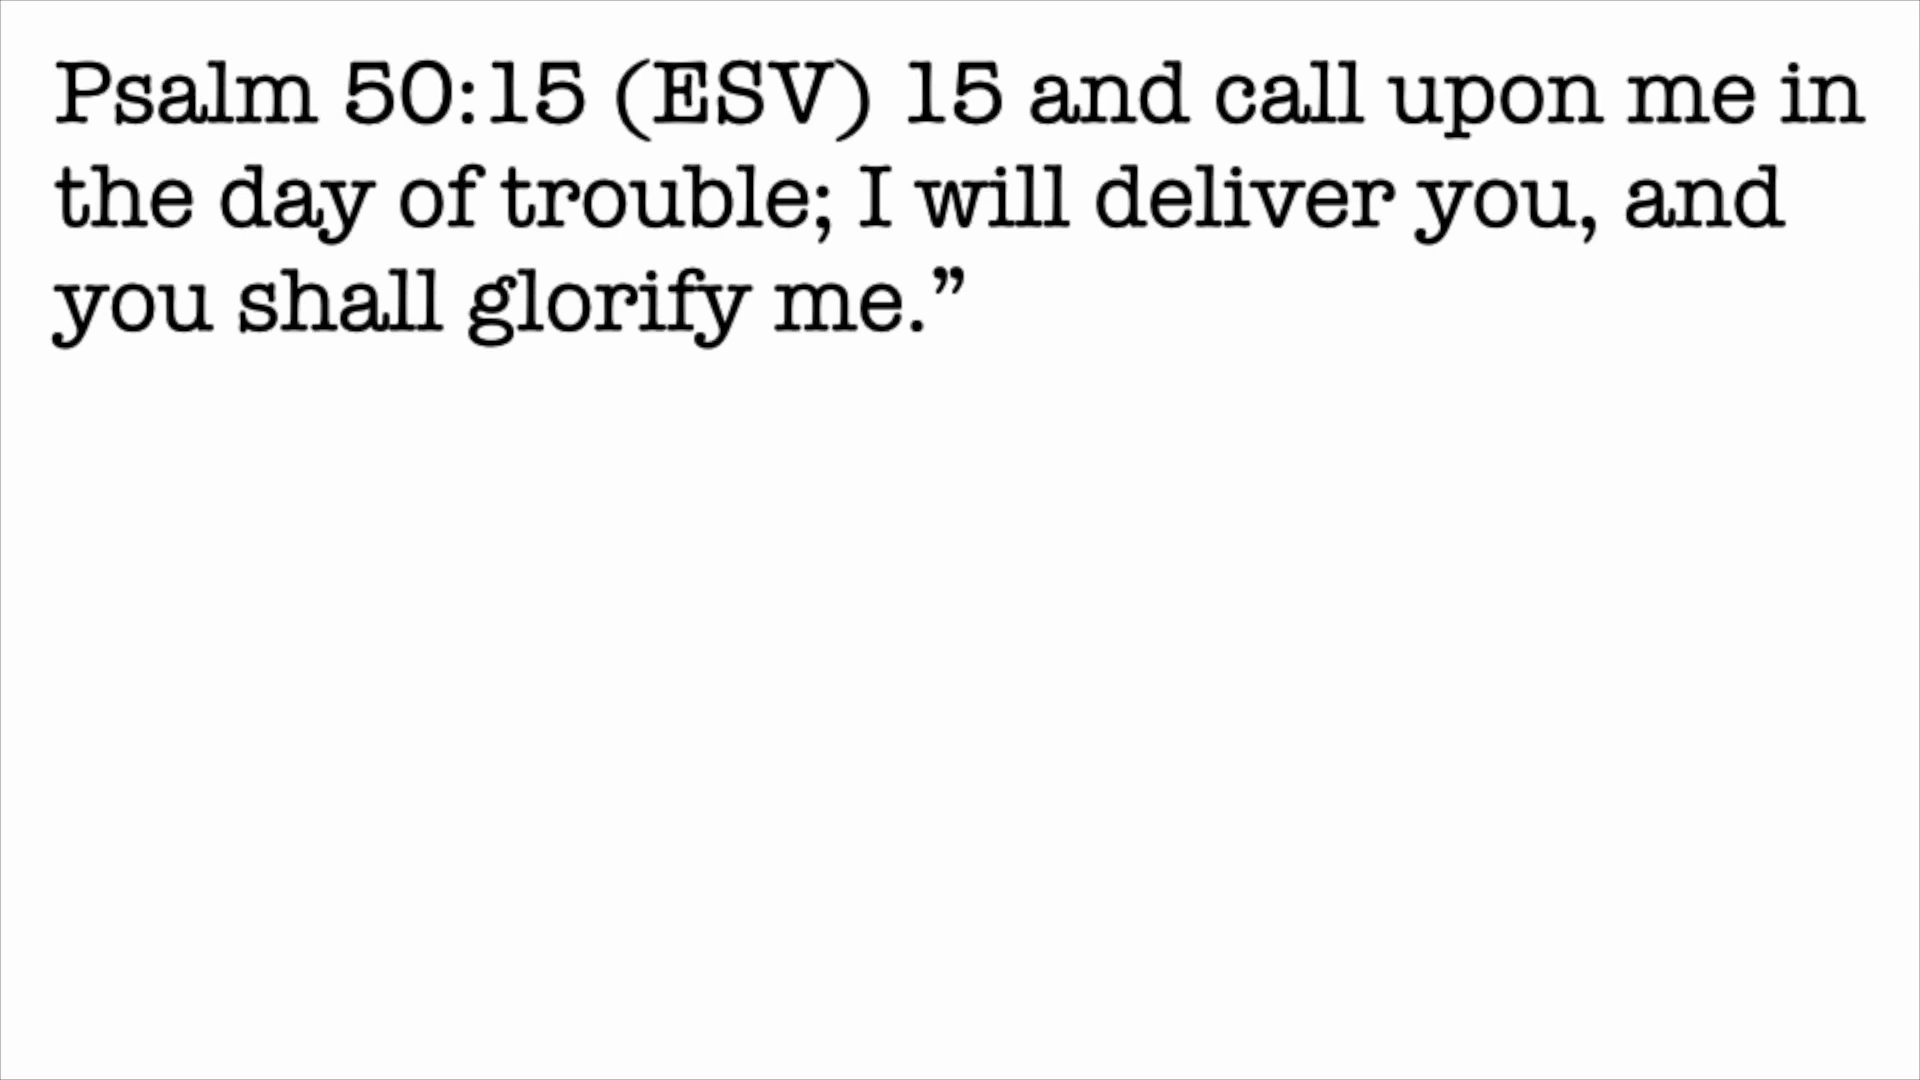 Psalm 50:15 (ESV) 15 and call upon me in
the day of trouble; I will deliver you, and
you shall glorify me.”